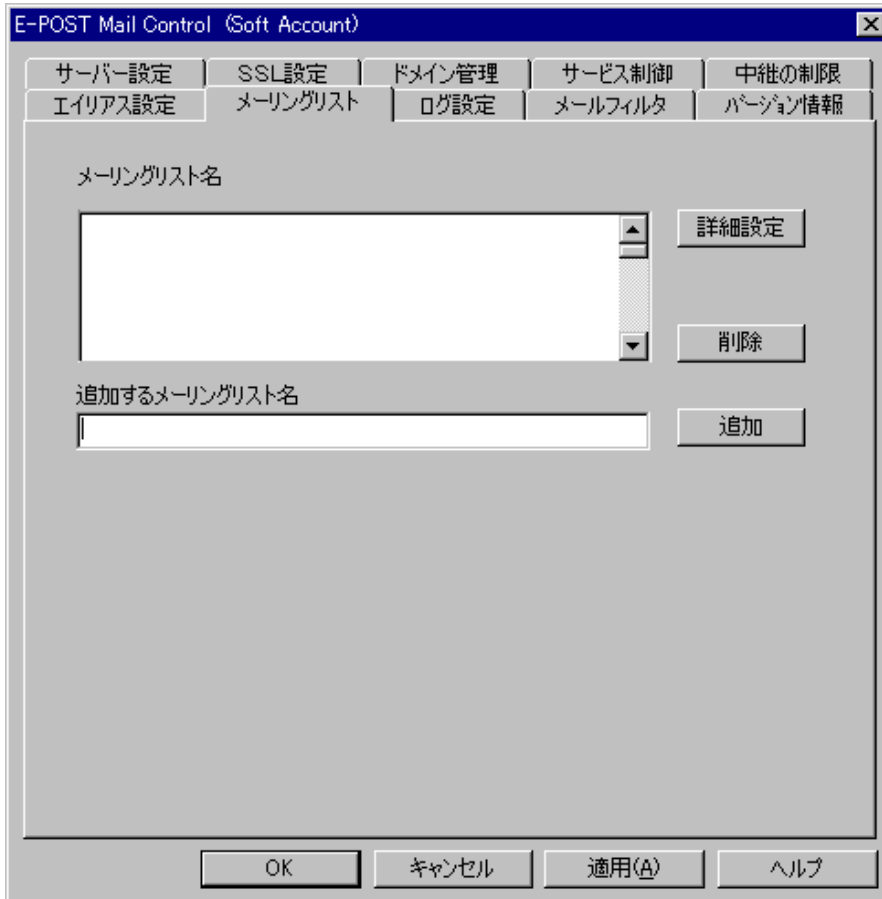 E-POST Mail Control (Soft Account)
サーバー設定 SSL設定 ドメイン管理 サービス制御 中継の制限
エイリアス設定 メーリングリスト ログ設定 メールフィルタ バージョン情報
メーリングリスト名
詳細設定
削除
追加するメーリングリスト名
追加
OK キャンセル 適用(A) ヘルプ